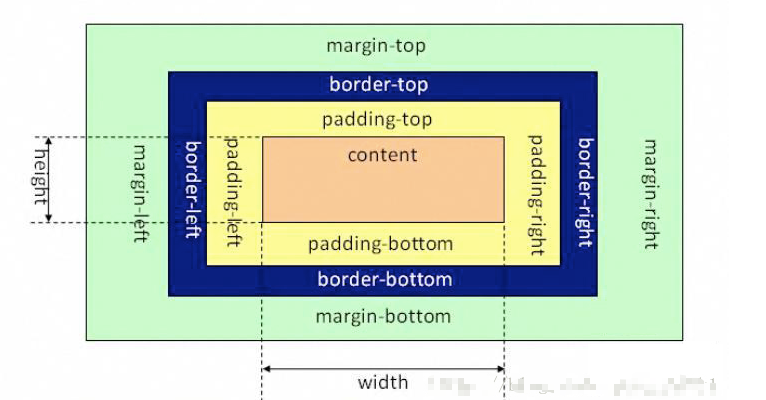 margin-top
border-top
padding-top
content
height
margin-left
border-left
padding-left
padding-right
border-right
margin-right
padding-bottom
border-bottom
margin-bottom
width